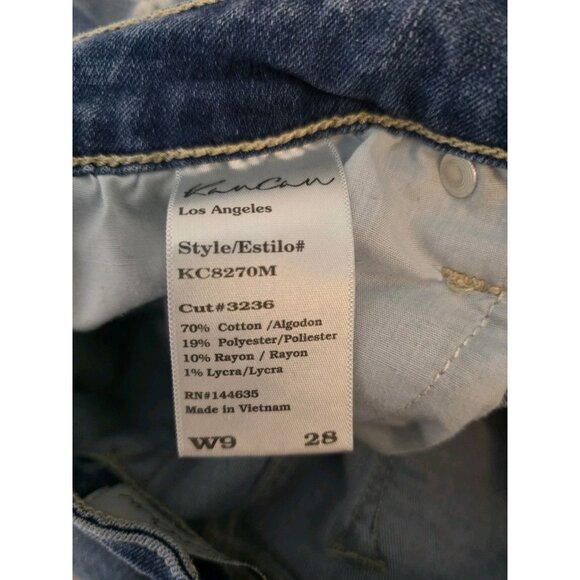 KanCan
Los Angeles
Style/Estilo#
KC8270M
Cut#3236
70% Cotton /Algodon
19% Polyester/Poliester
10% Rayon / Rayon
1% Lycra/Lycra
RN#144635
Made in Vietnam
W9 28